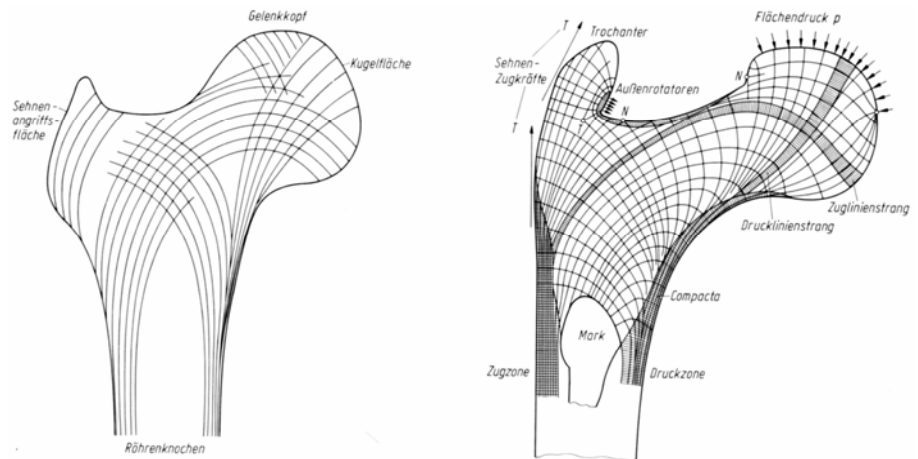 Gelenkkopf
Kugelfläche
Sehnen-
angriffs-
fläche
Röhrenknochen
T
Trochanter
Sehnen-
Zugkräfte
T
Außenrotatoren
N
T
Flächendruck p
N
Zuglinienstrang
Drucklinienstrang
Compacta
Mark
Zugzone
Druckzone